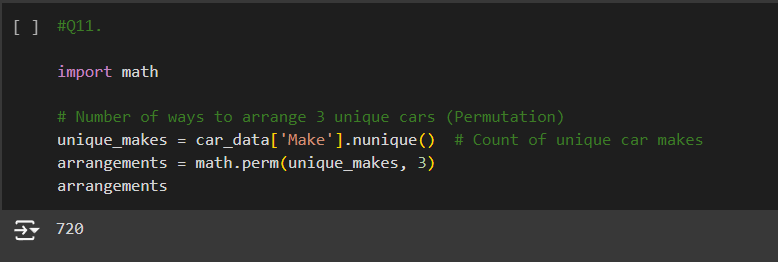 [ ] #Q11.
import math
# Number of ways to arrange 3 unique cars (Permutation)
unique_makes = car_data['Make'].nunique()  # Count of unique car makes
arrangements = math.perm(unique_makes, 3)
arrangements
720